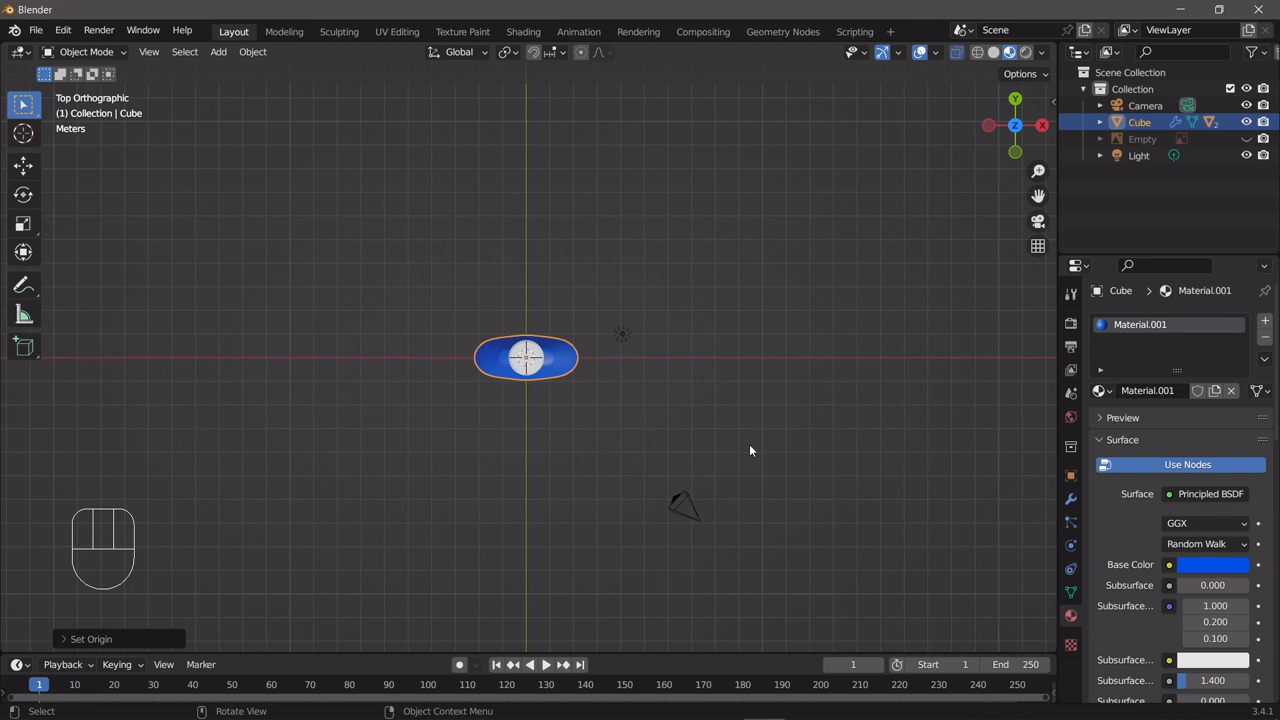 Blender
File Edit Render Window Help Layout Modeling Sculpting UV Editing Texture Paint Shading Animation Rendering Compositing Geometry Nodes Scripting + Scene ViewLayer
Object Mode View Select Add Object Global
Options
Top Orthographic
(1) Collection | Cube
Meters
Y
X
Z
Scene Collection
Collection
Camera
Cube 2
Empty
Light
Cube > Material.001
Material.001
Material.001
Preview
Surface
Use Nodes
Surface Principled BSDF
GGX
Random Walk
Base Color
Subsurface 0.000
Subsurface... 1.000
0.200
0.100
Subsurface...
Subsurface... 1.400
Subsurface... 0.000
Set Origin
Playback Keying View Marker 1 Start 1 End 250
1 10 20 30 40 50 60 70 80 90 100 110 120 130 140 150 160 170 180 190 200 210 220 230 240 250
Select Rotate View Object Context Menu 3.4.1